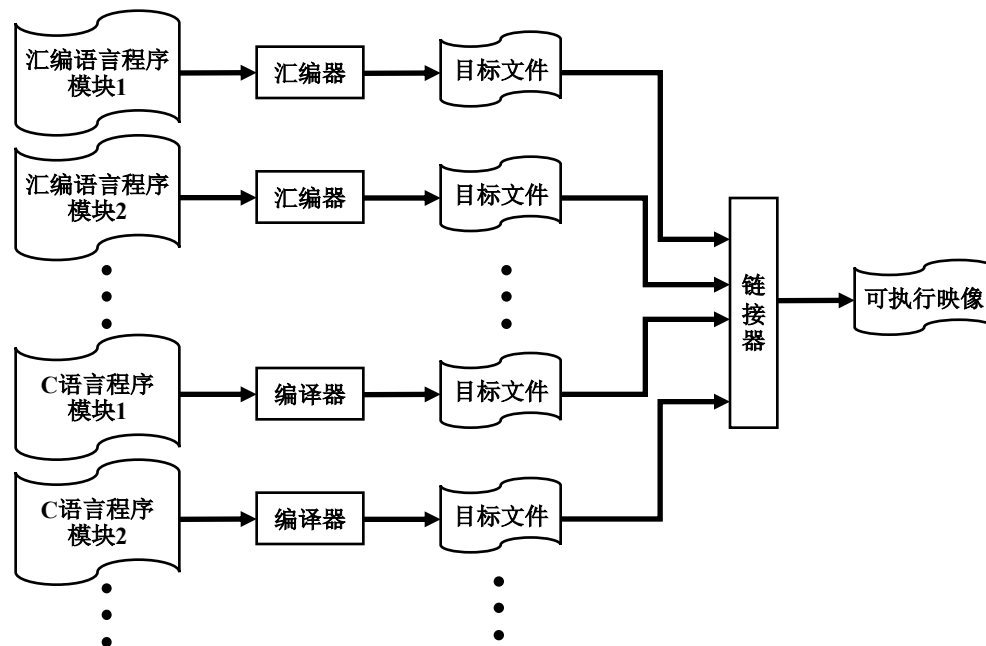 汇编语言程序
模块1
汇编器
目标文件
汇编语言程序
模块2
汇编器
目标文件
链
接
器
可执行映像
C语言程序
模块1
编译器
目标文件
C语言程序
模块2
编译器
目标文件